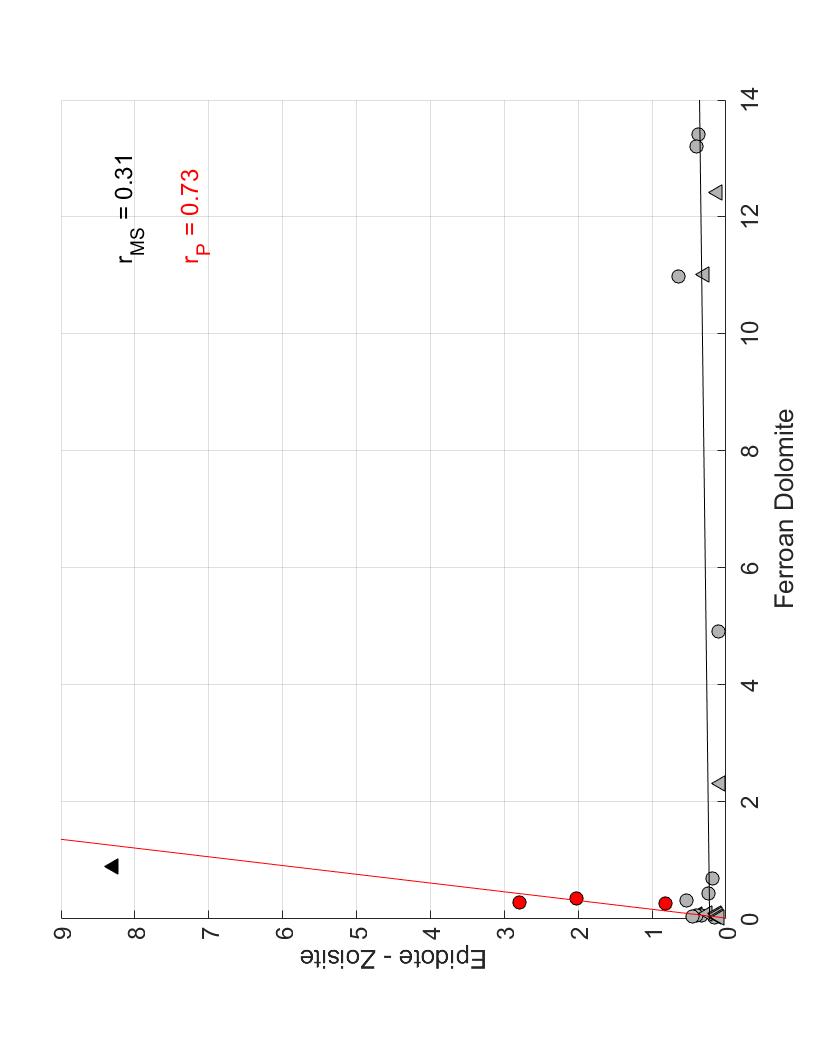 9
8
7
6
5
4
3
2
1
0
r_MS = 0.31
r_P = 0.73
Epidote - Zoisite
0 2 4 6 8 10 12 14
Ferroan Dolomite